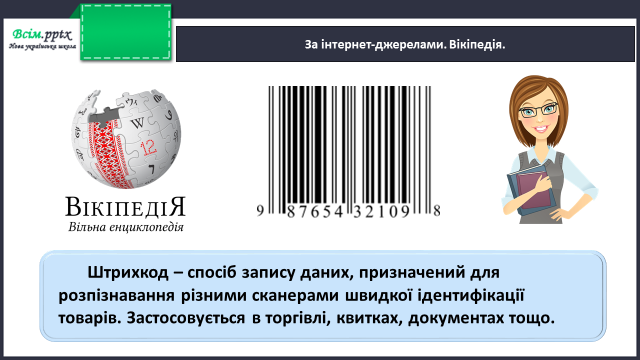 Всім.pptx
Нова українська школа
За інтернет-джерелами. Вікіпедія.
W
12
ВІКІПЕДІЯ
Вільна енциклопедія
9 87654 32109 8
Штрихкод – спосіб запису даних, призначений для
розпізнавання різними сканерами швидкої ідентифікації
товарів. Застосовується в торгівлі, квитках, документах тощо.